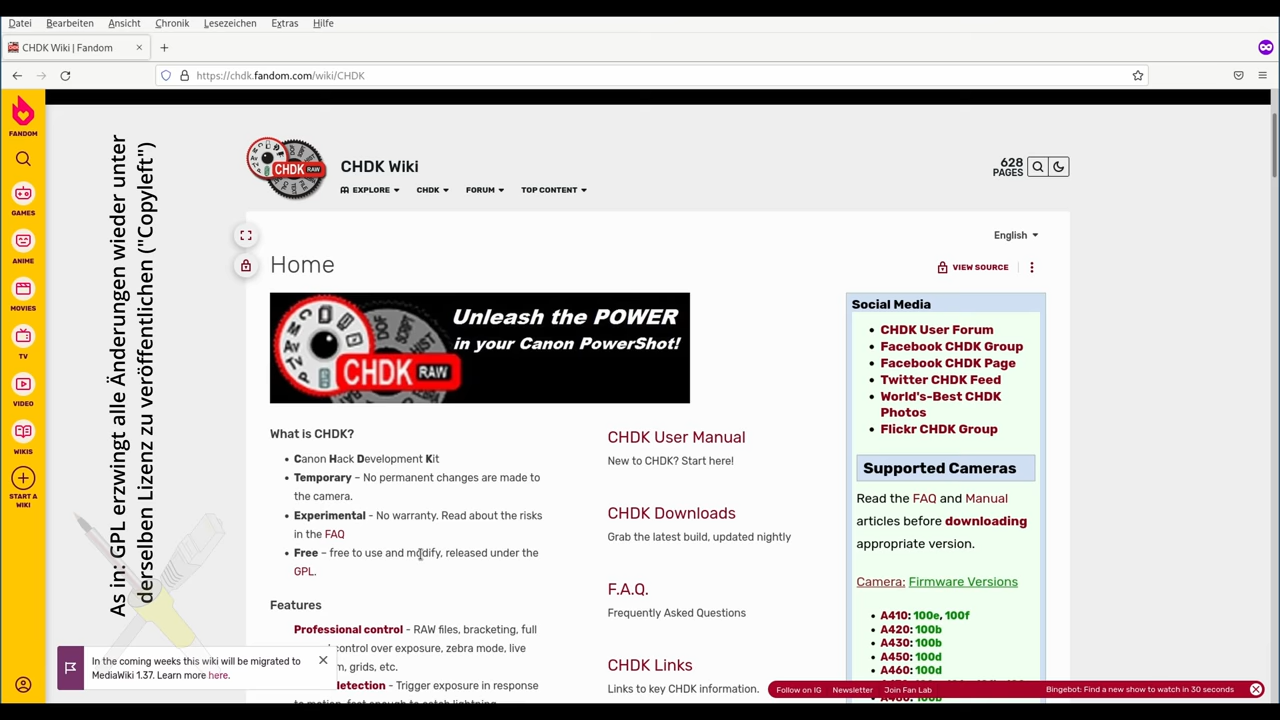 Datei Bearbeiten Ansicht Chronik Lesezeichen Extras Hilfe
CHDK Wiki | Fandom
https://chdk.fandom.com/wiki/CHDK
FANDOM
GAMES
ANIME
MOVIES
TV
VIDEO
WIKIS
START A
WIKI
As in: GPL erzwingt alle Änderungen wieder unter
derselben Lizenz zu veröffentlichen ("Copyleft")
CHDK RAW
CHDK Wiki
628
PAGES
EXPLORE CHDK FORUM TOP CONTENT
English
Home
VIEW SOURCE
Unleash the POWER
in your Canon PowerShot!
CHDK RAW
What is CHDK?
Canon Hack Development Kit
Temporary – No permanent changes are made to
the camera.
Experimental - No warranty. Read about the risks
in the FAQ
Free – free to use and modify, released under the
GPL.
Features
Professional control - RAW files, bracketing, full
control over exposure, zebra mode, live
grids, etc.
Trigger exposure in response
CHDK User Manual
New to CHDK? Start here!
CHDK Downloads
Grab the latest build, updated nightly
F.A.Q.
Frequently Asked Questions
CHDK Links
Links to key CHDK information.
Social Media
CHDK User Forum
Facebook CHDK Group
Facebook CHDK Page
Twitter CHDK Feed
World's-Best CHDK
Photos
Flickr CHDK Group
Supported Cameras
Read the FAQ and Manual
articles before downloading
appropriate version.
Camera: Firmware Versions
A410: 100e, 100f
A420: 100b
A430: 100b
A450: 100d
A460: 100d
In the coming weeks this wiki will be migrated to
MediaWiki 1.37. Learn more here.
Follow on IG Newsletter Join Fan Lab Bingebot: Find a new show to watch in 30 seconds